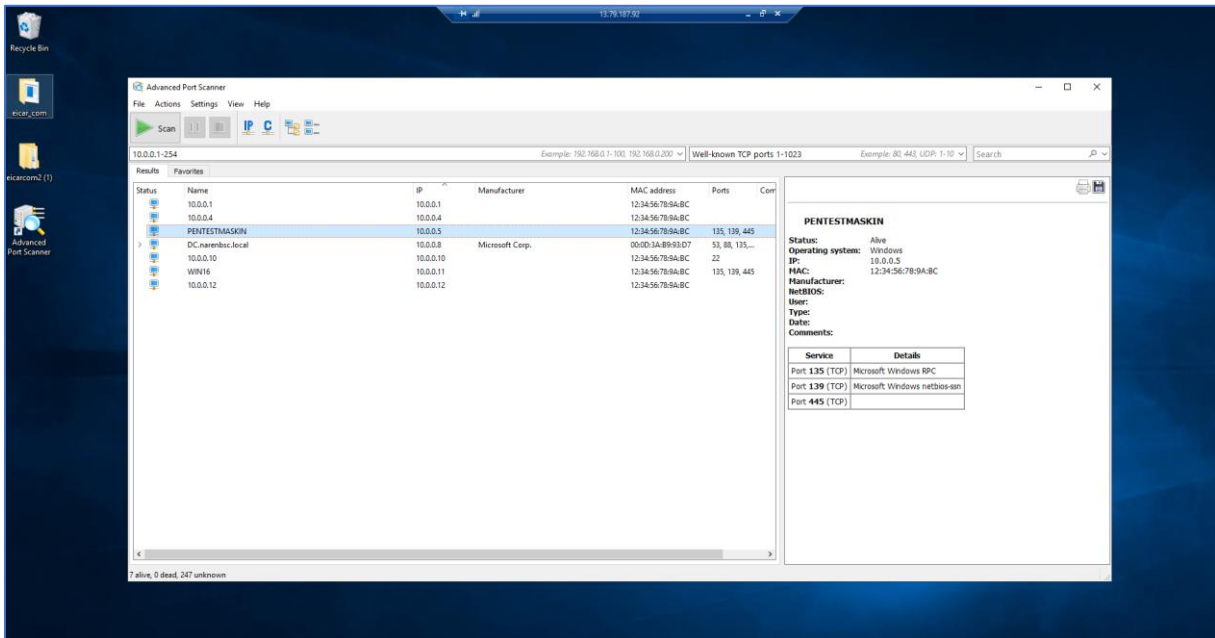 13.79.187.92
Recycle Bin
eicar_com
eicarcom2 (1)
Advanced
Port Scanner
Advanced Port Scanner
File Actions Settings View Help
Scan IP C
10.0.0.1-254 Example: 192.168.0.1-100, 192.168.0.200 Well-known TCP ports 1-1023 Example: 80, 443, UDP: 1-10 Search
Results Favorites
Status Name IP Manufacturer MAC address Ports Com
10.0.0.1 10.0.0.1 12:34:56:78:9A:BC
10.0.0.4 10.0.0.4 12:34:56:78:9A:BC
PENTESTMASKIN 10.0.0.5 12:34:56:78:9A:BC 135, 139, 445
DC.narenbsc.local 10.0.0.8 Microsoft Corp. 00:0D:3A:B9:93:D7 53, 88, 135,...
10.0.0.10 10.0.0.10 12:34:56:78:9A:BC 22
WIN16 10.0.0.11 12:34:56:78:9A:BC 135, 139, 445
10.0.0.12 10.0.0.12 12:34:56:78:9A:BC
PENTESTMASKIN
Status: Alive
Operating system: Windows
IP: 10.0.0.5
MAC: 12:34:56:78:9A:BC
Manufacturer:
NetBIOS:
User:
Type:
Date:
Comments:
Service Details
Port 135 (TCP) Microsoft Windows RPC
Port 139 (TCP) Microsoft Windows netbios-ssn
Port 445 (TCP)
7 alive, 0 dead, 247 unknown